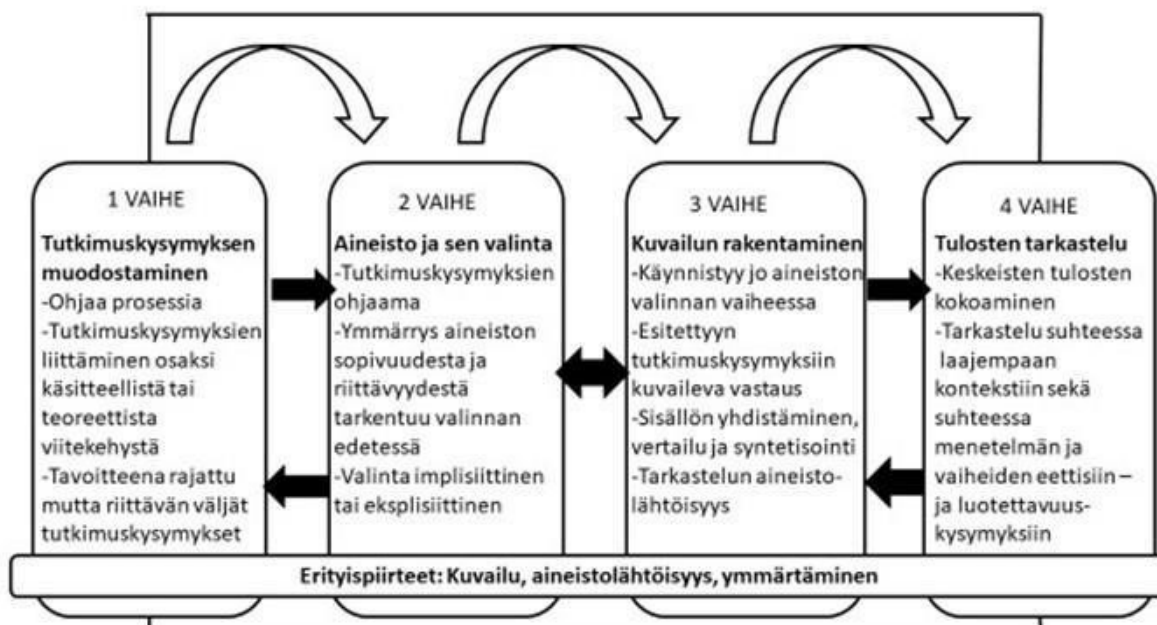 1 VAIHE
Tutkimuskysymyksen
muodostaminen
-Ohjaa prosessia
-Tutkimuskysymyksien
liittäminen osaksi
käsitteellistä tai
teoreettista
viitekehystä
-Tavoitteena rajattu
mutta riittävän väljät
tutkimuskysymykset
2 VAIHE
Aineisto ja sen valinta
-Tutkimuskysymyksien
ohjaama
-Ymmärrys aineiston
sopivuudesta ja
riittävyydestä
tarkentuu valinnan
edetessä
-Valinta implisiittinen
tai eksplisiittinen
3 VAIHE
Kuvailun rakentaminen
-Käynnistyy jo aineiston
valinnan vaiheessa
-Esitettyyn
tutkimuskysymyksiin
kuvaileva vastaus
-Sisällön yhdistäminen,
vertailu ja syntetisointi
-Tarkastelun aineisto-
lähtöisyys
4 VAIHE
Tulosten tarkastelu
-Keskeisten tulosten
kokoaminen
-Tarkastelu suhteessa
laajempaan
kontekstiin sekä
suhteessa
menetelmän ja
vaiheiden eettisiin –
ja luotettavuus-
kysymyksiin
Erityispiirteet: Kuvailu, aineistolähtöisyys, ymmärtäminen